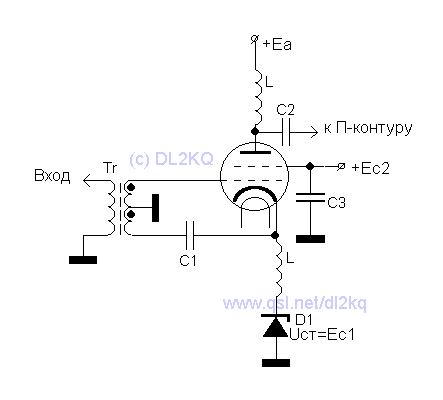 +Ea
L
C2
к П-контуру
(c) DL2KQ
Вход
Tr
+Ec2
C3
C1
L
www.qsl.net/dl2kq
D1
Uст=Ec1